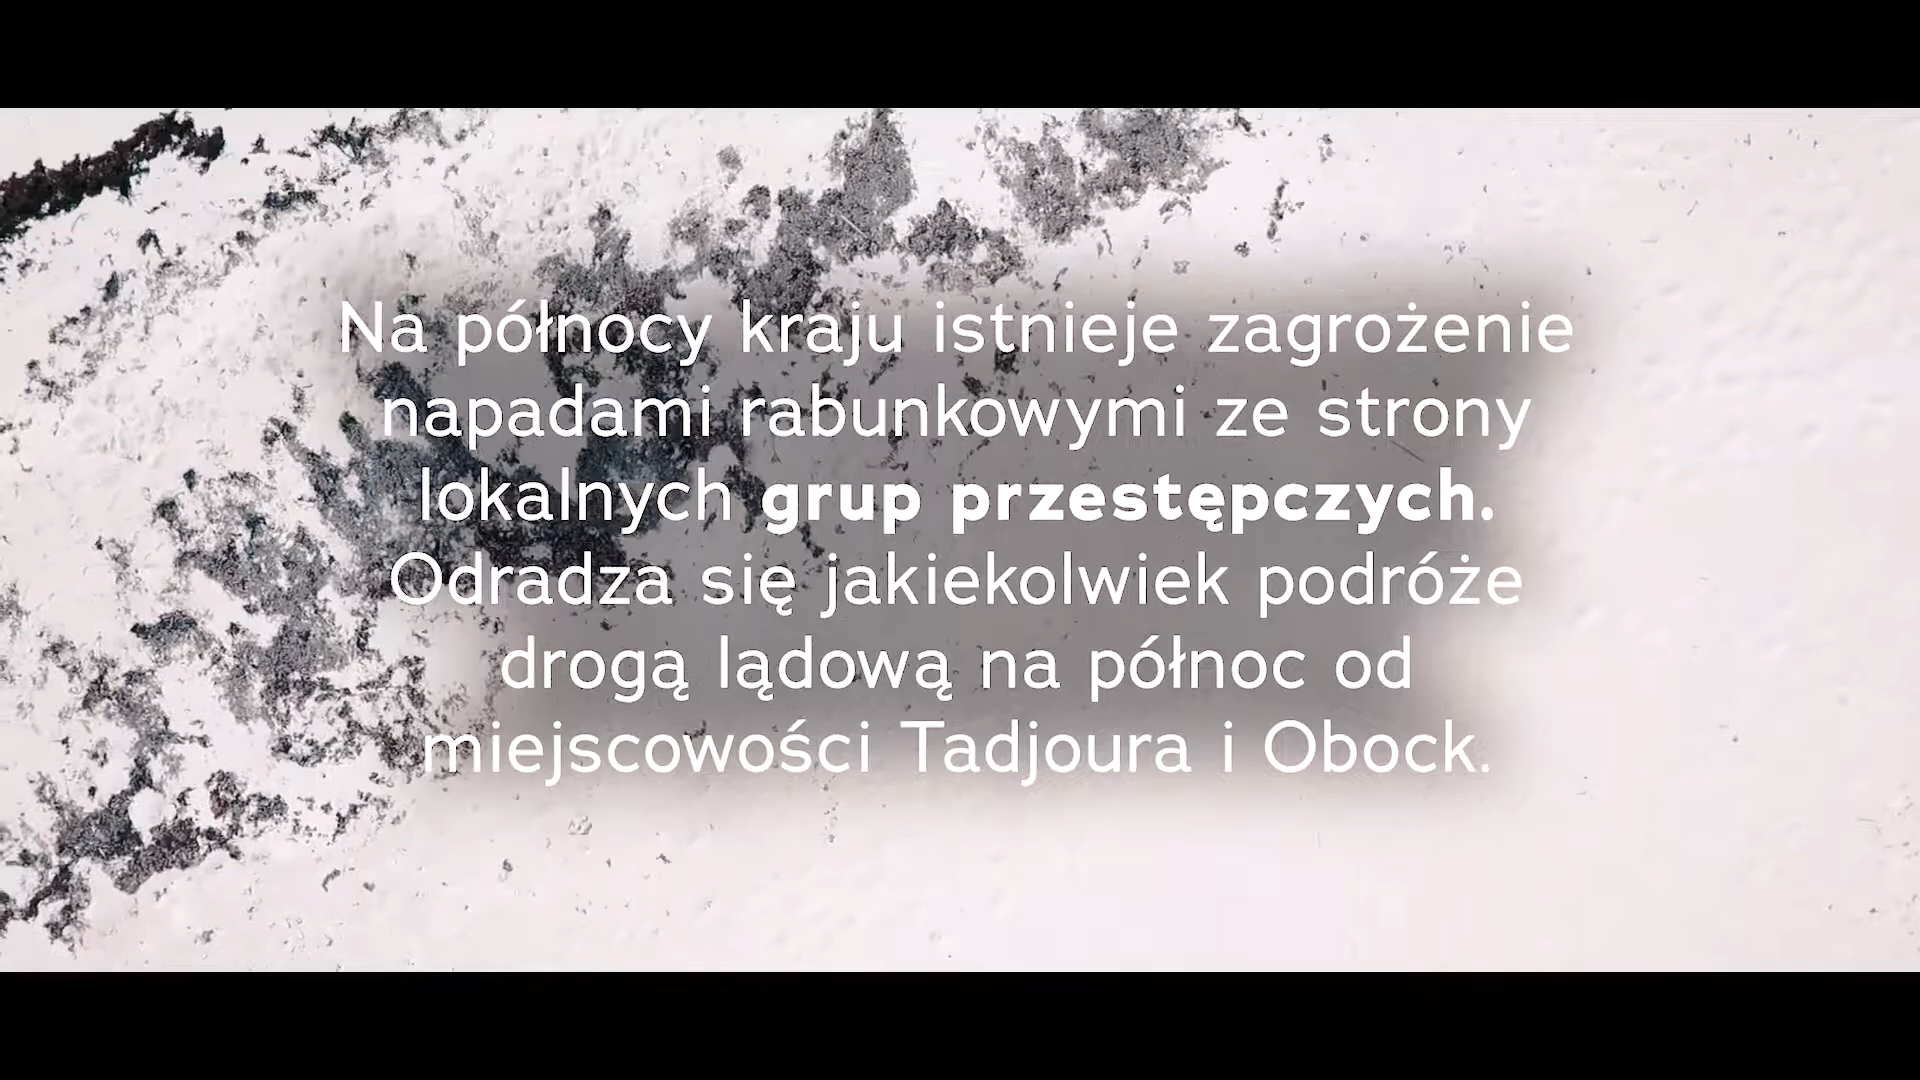 Na północy kraju istnieje zagrożenie
napadami rabunkowymi ze strony
lokalnych grup przestępczych.
Odradza się jakiekolwiek podróże
drogą lądową na północ od
miejscowości Tadjoura i Obock.